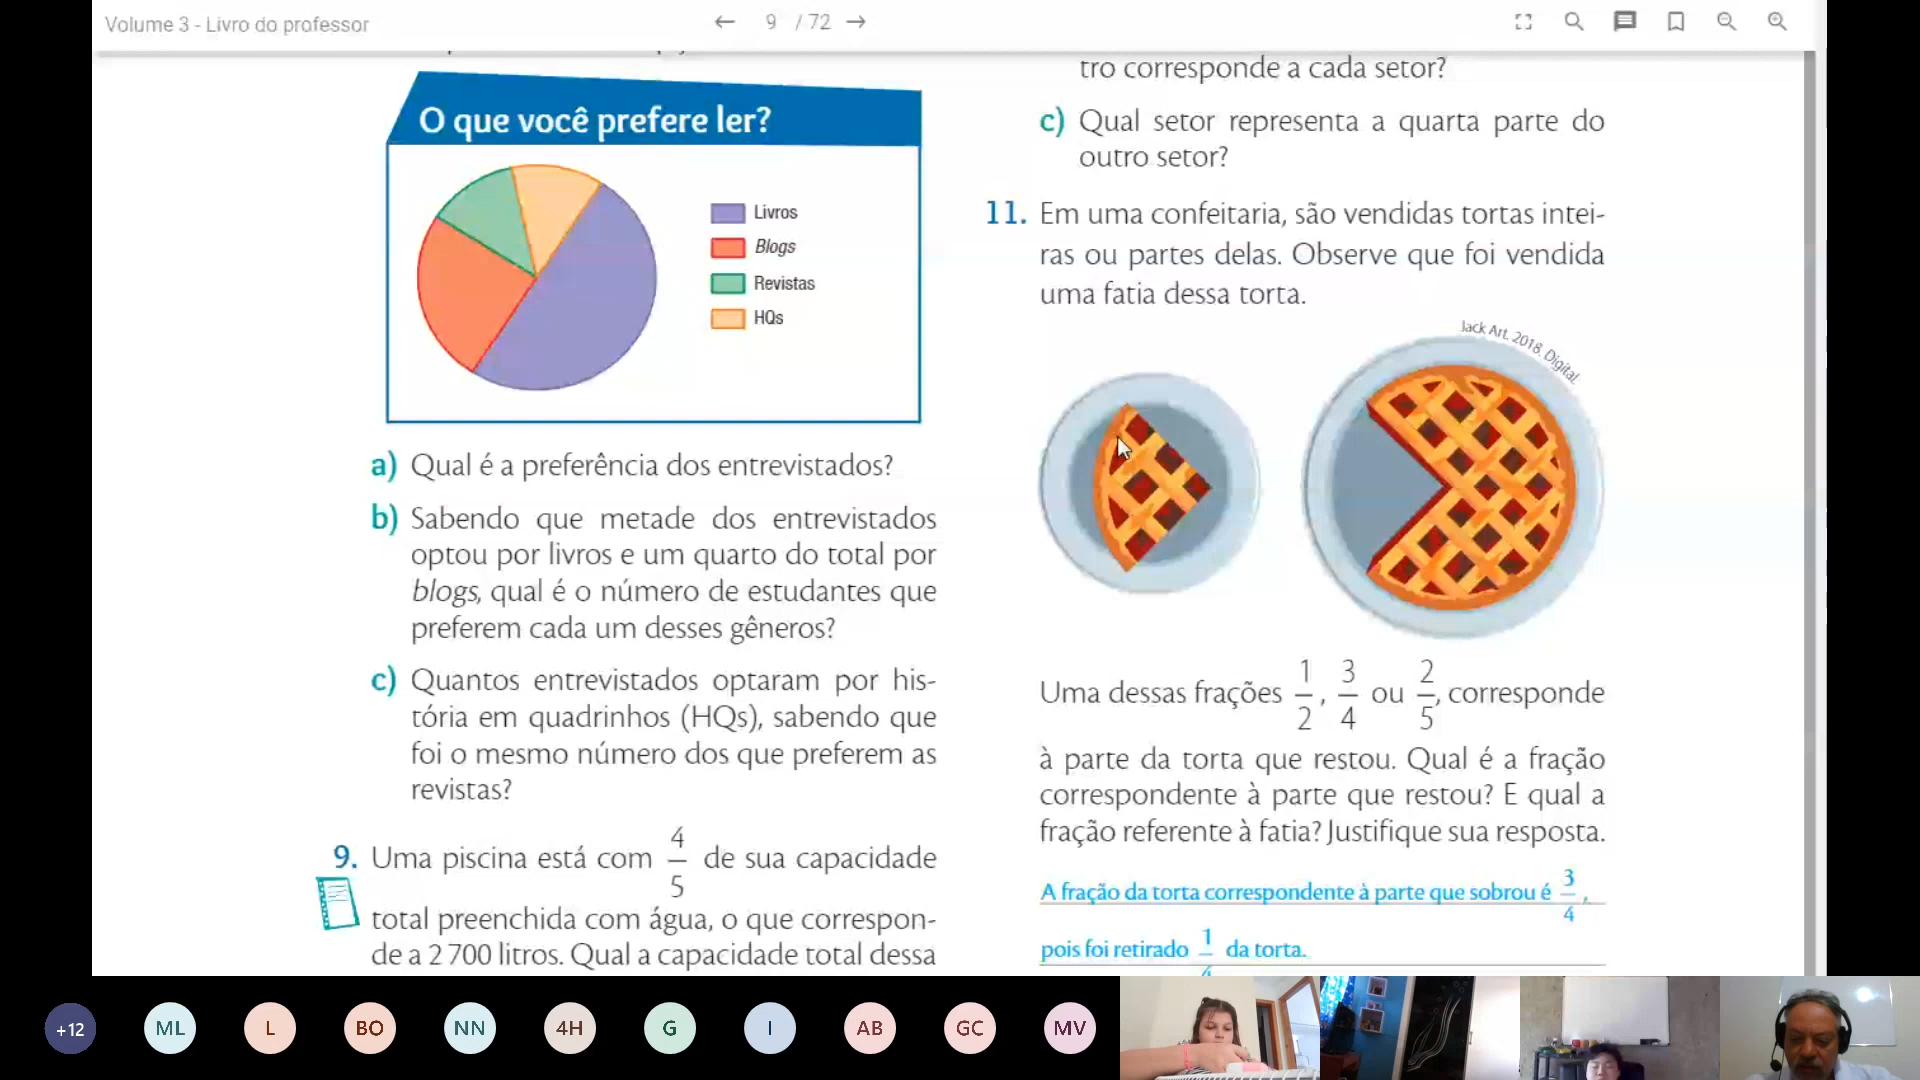 Volume 3 - Livro do professor
9 / 72
O que você prefere ler?
Livros
Blogs
Revistas
HQs
a) Qual é a preferência dos entrevistados?
b) Sabendo que metade dos entrevistados
optou por livros e um quarto do total por
blogs, qual é o número de estudantes que
preferem cada um desses gêneros?
c) Quantos entrevistados optaram por his-
tória em quadrinhos (HQs), sabendo que
foi o mesmo número dos que preferem as
revistas?
9. Uma piscina está com 4/5 de sua capacidade
total preenchida com água, o que correspon-
de a 2 700 litros. Qual a capacidade total dessa
tro corresponde a cada setor?
c) Qual setor representa a quarta parte do
outro setor?
11. Em uma confeitaria, são vendidas tortas intei-
ras ou partes delas. Observe que foi vendida
uma fatia dessa torta.
Jack Art. 2018. Digital.
Uma dessas frações 1/2, 3/4 ou 2/5, corresponde
à parte da torta que restou. Qual é a fração
correspondente à parte que restou? E qual a
fração referente à fatia? Justifique sua resposta.
A fração da torta correspondente à parte que sobrou é 3/4,
pois foi retirado 1/4 da torta.
+12
ML
L
BO
NN
4H
G
I
AB
GC
MV